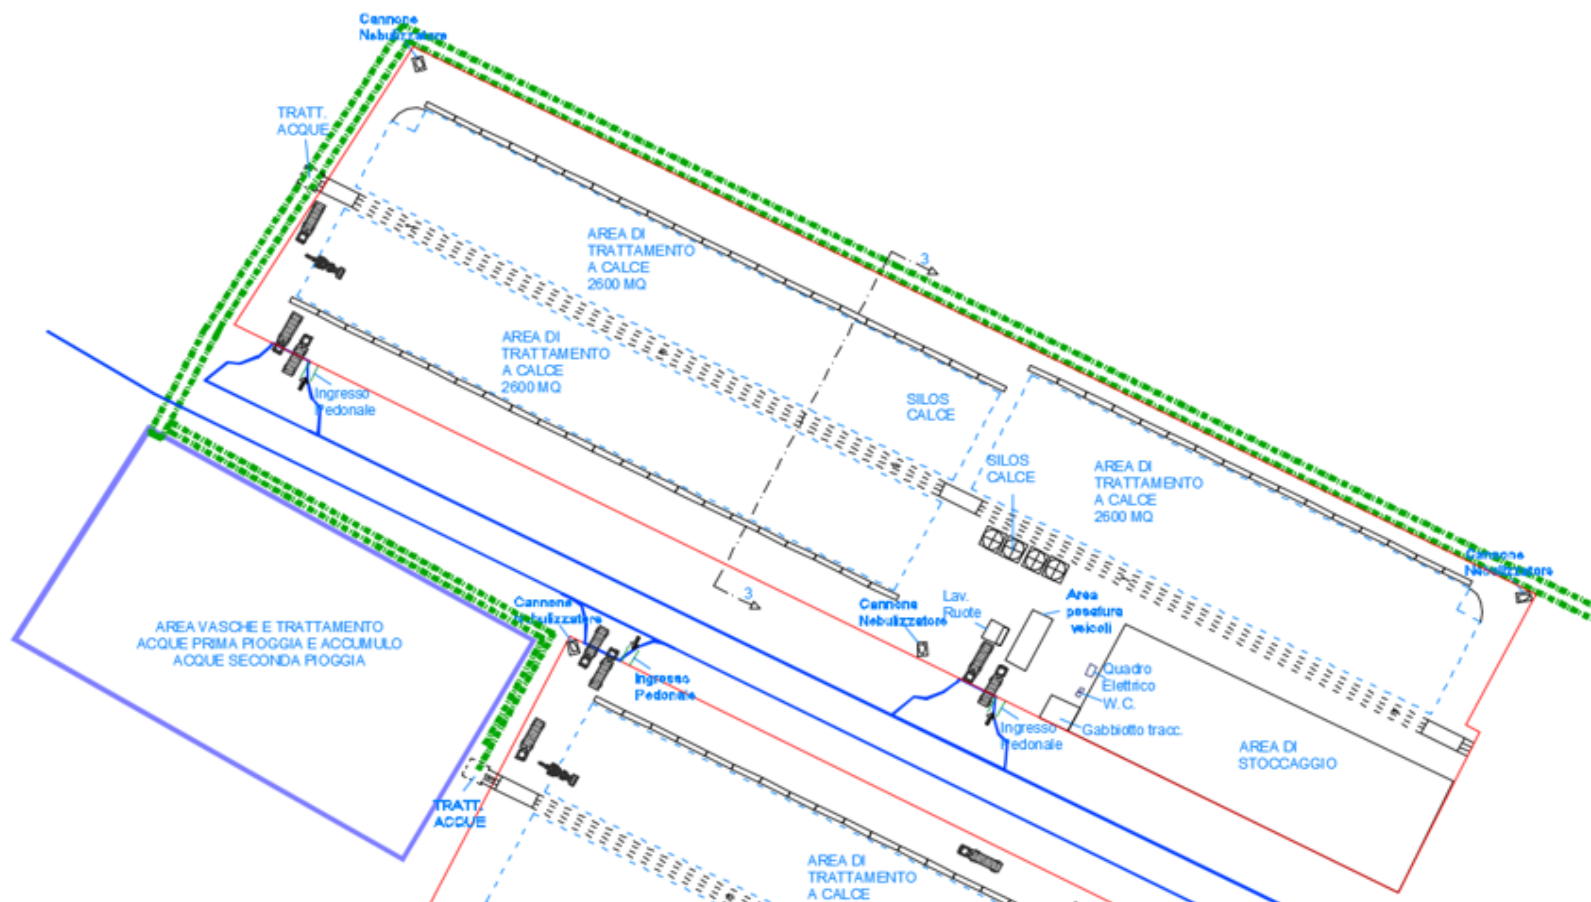 Cannone
Nebulizzatore
TRATT.
ACQUE
AREA DI
TRATTAMENTO
A CALCE
2600 MQ
3
AREA DI
TRATTAMENTO
A CALCE
2600 MQ
Ingresso
Pedonale
SILOS
CALCE
SILOS
CALCE
AREA DI
TRATTAMENTO
A CALCE
2600 MQ
Cannone
Nebulizzatore
3
Cannone
Nebulizzatore
Cannone
Nebulizzatore
Lav.
Ruote
Area
pesatura
veicoli
AREA VASCHE E TRATTAMENTO
ACQUE PRIMA PIOGGIA E ACCUMULO
ACQUE SECONDA PIOGGIA
Ingresso
Pedonale
Quadro
Elettrico
W.C.
Gabbiotto tracc.
Ingresso
Pedonale
AREA DI
STOCCAGGIO
TRATT.
ACQUE
AREA DI
TRATTAMENTO
A CALCE